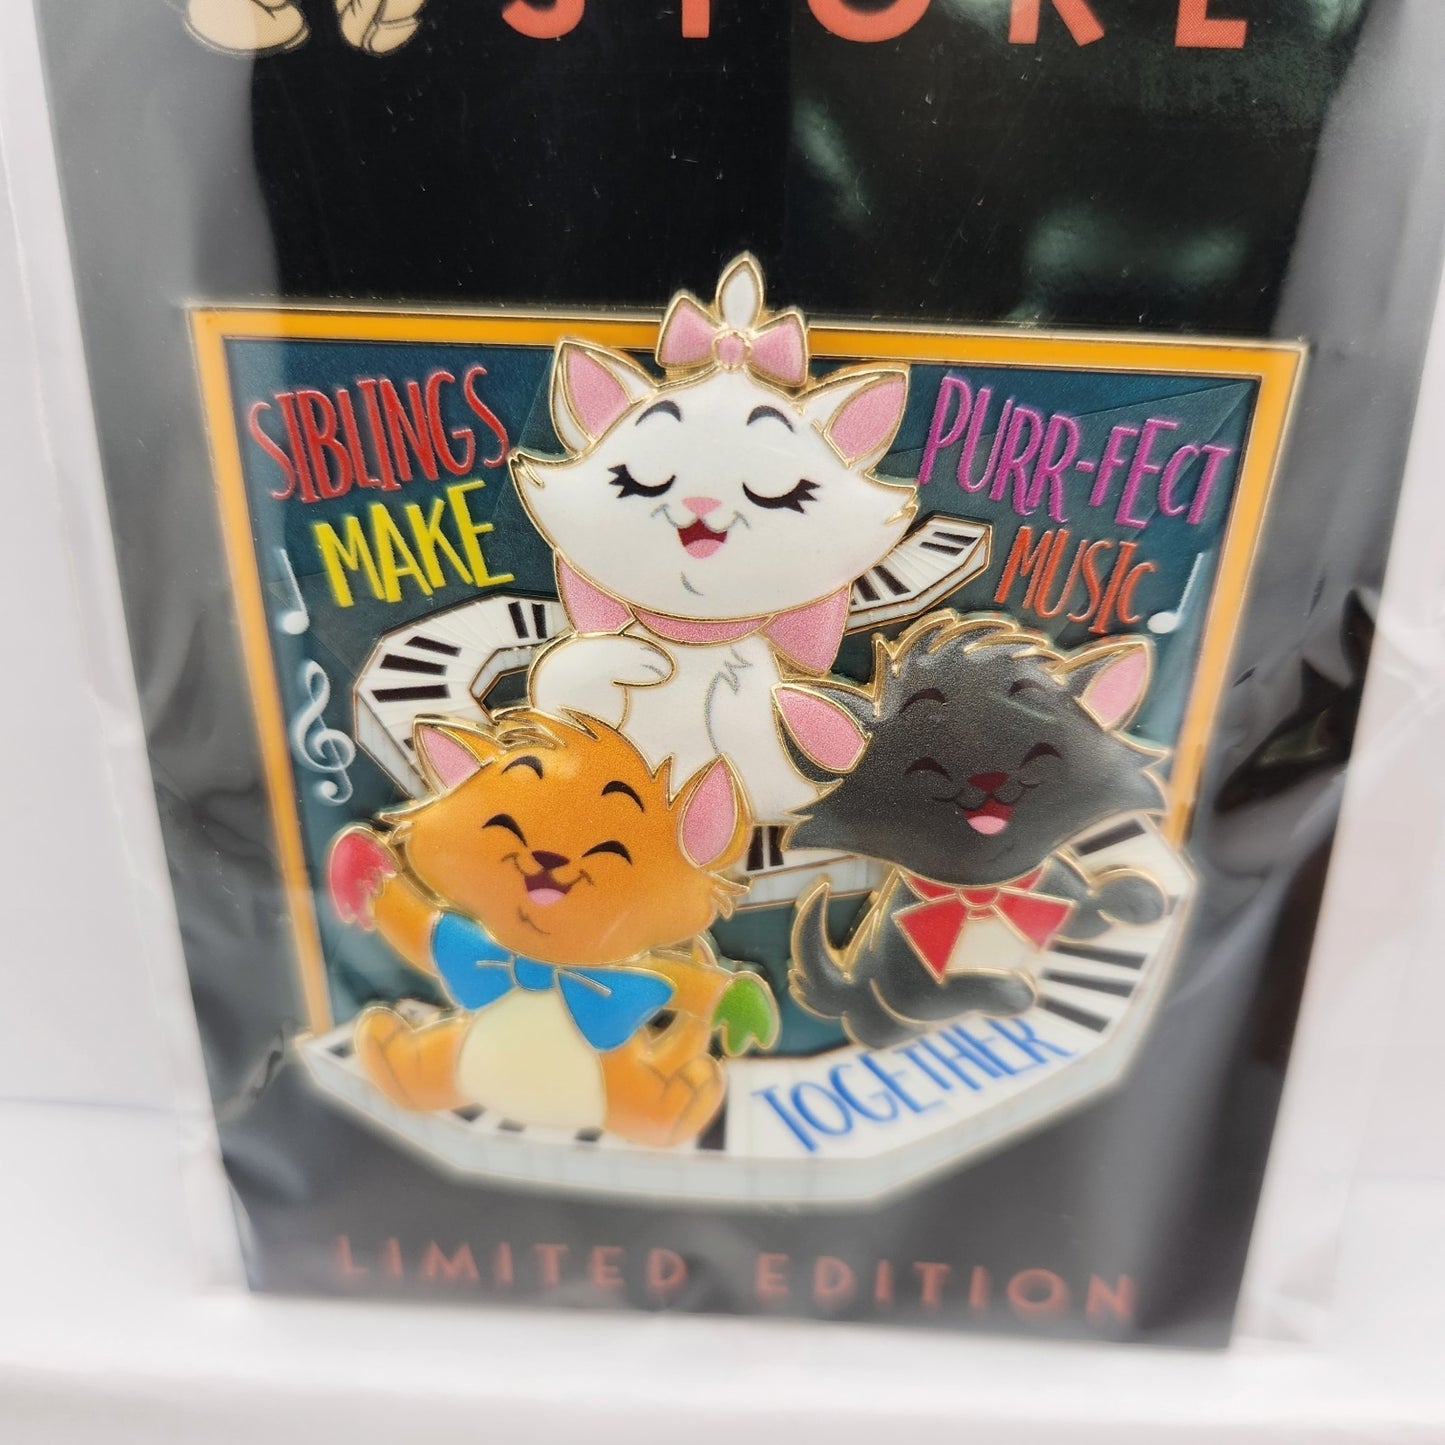 STORE
SIBLINGS
MAKE
PURR-FECT
MUSIC
TOGETHER
LIMITED EDITION